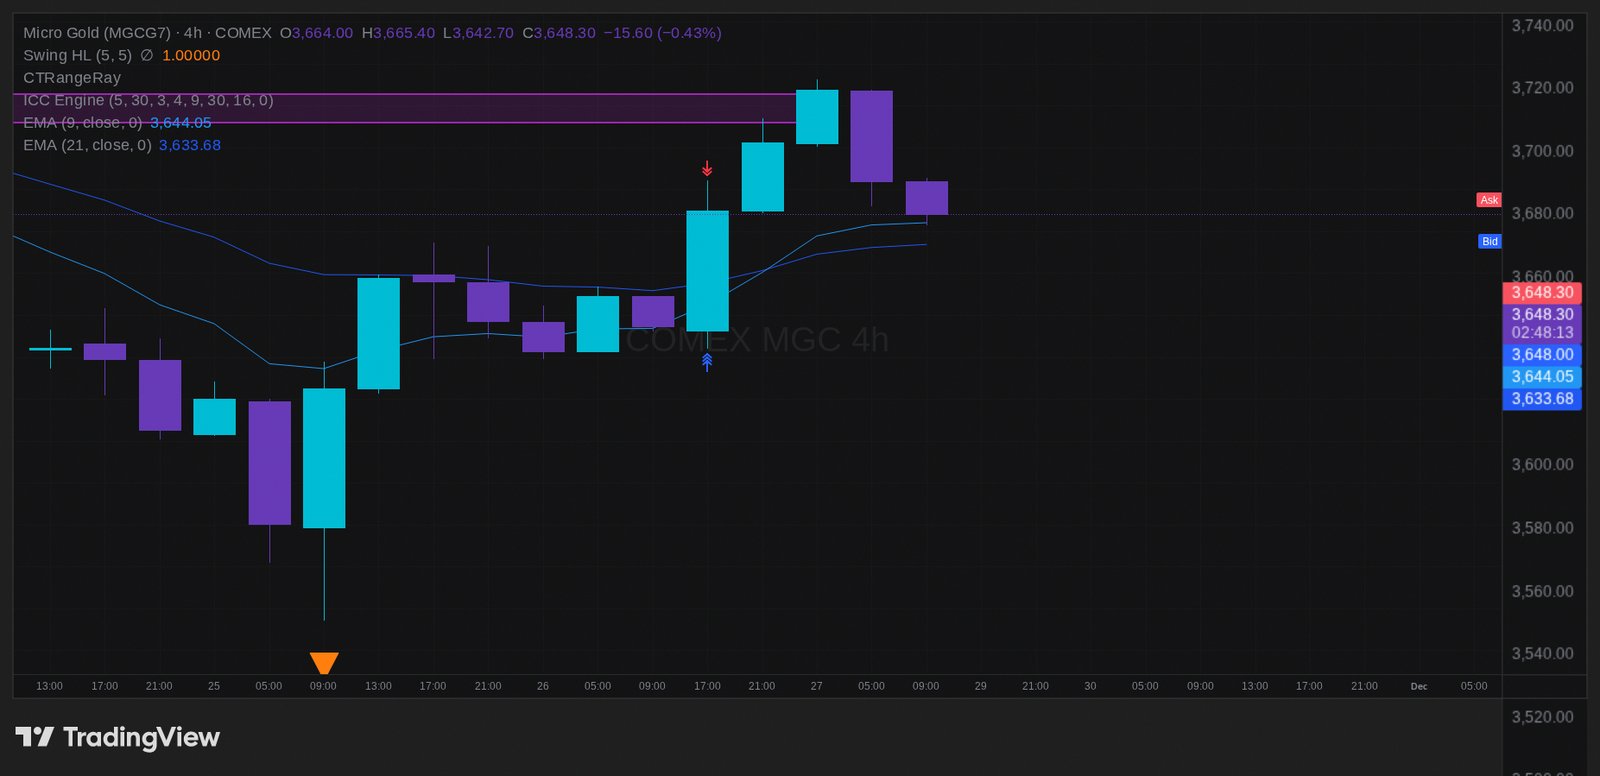 Micro Gold (MGCG7) · 4h · COMEX O3,664.00 H3,665.40 L3,642.70 C3,648.30 −15.60 (−0.43%)
Swing HL (5, 5) ∅ 1.00000
CTRangeRay
ICC Engine (5, 30, 3, 4, 9, 30, 16, 0)
EMA (9, close, 0) 3,644.05
EMA (21, close, 0) 3,633.68
COMEX MGC 4h
3,740.00
3,720.00
3,700.00
Ask
3,680.00
Bid
3,660.00
3,648.30
3,648.30
02:48:13
3,648.00
3,644.05
3,633.68
3,600.00
3,580.00
3,560.00
3,540.00
13:00 17:00 21:00 25 05:00 09:00 13:00 17:00 21:00 26 05:00 09:00 17:00 21:00 27 05:00 09:00 29 21:00 30 05:00 09:00 13:00 17:00 21:00 Dec 05:00
3,520.00
TradingView